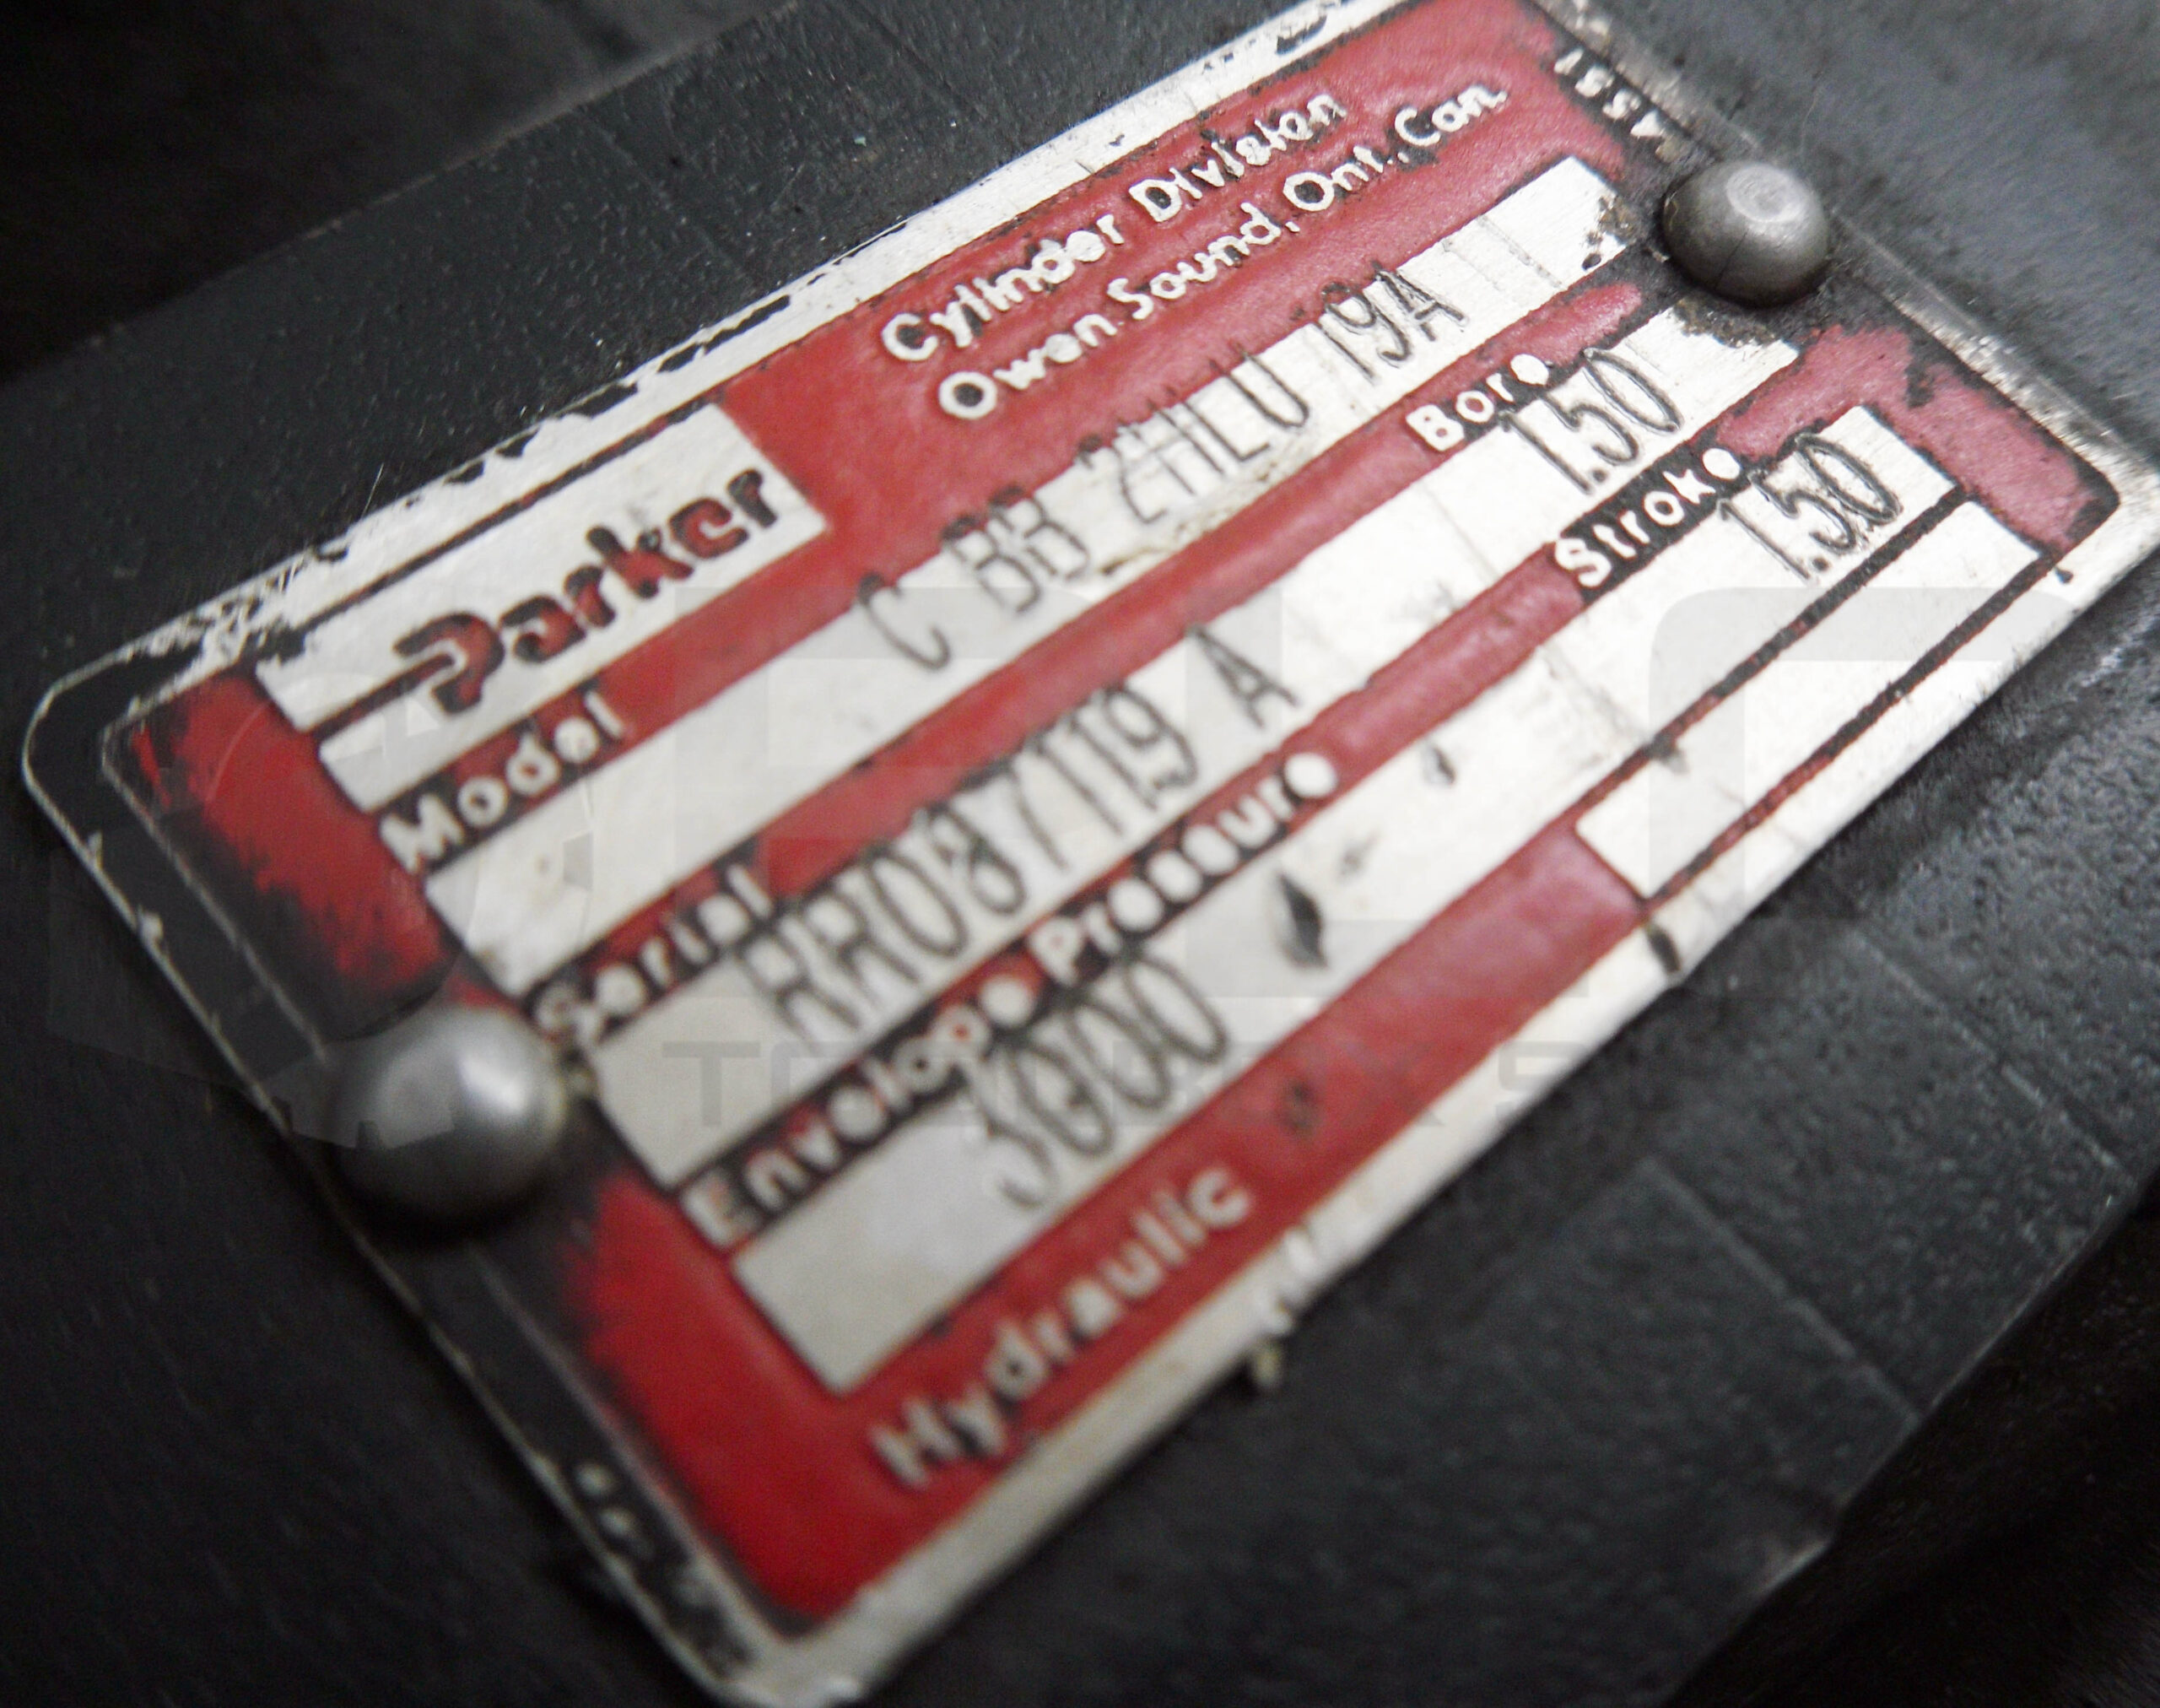 Parker
Cylinder Division
Owen Sound, Ont., Can.
Model
C BB 2HLU 19A
Serial
RR087119 A
Bore
1.50
Envelope Pressure
3000
Stroke
1.50
Hydraulic